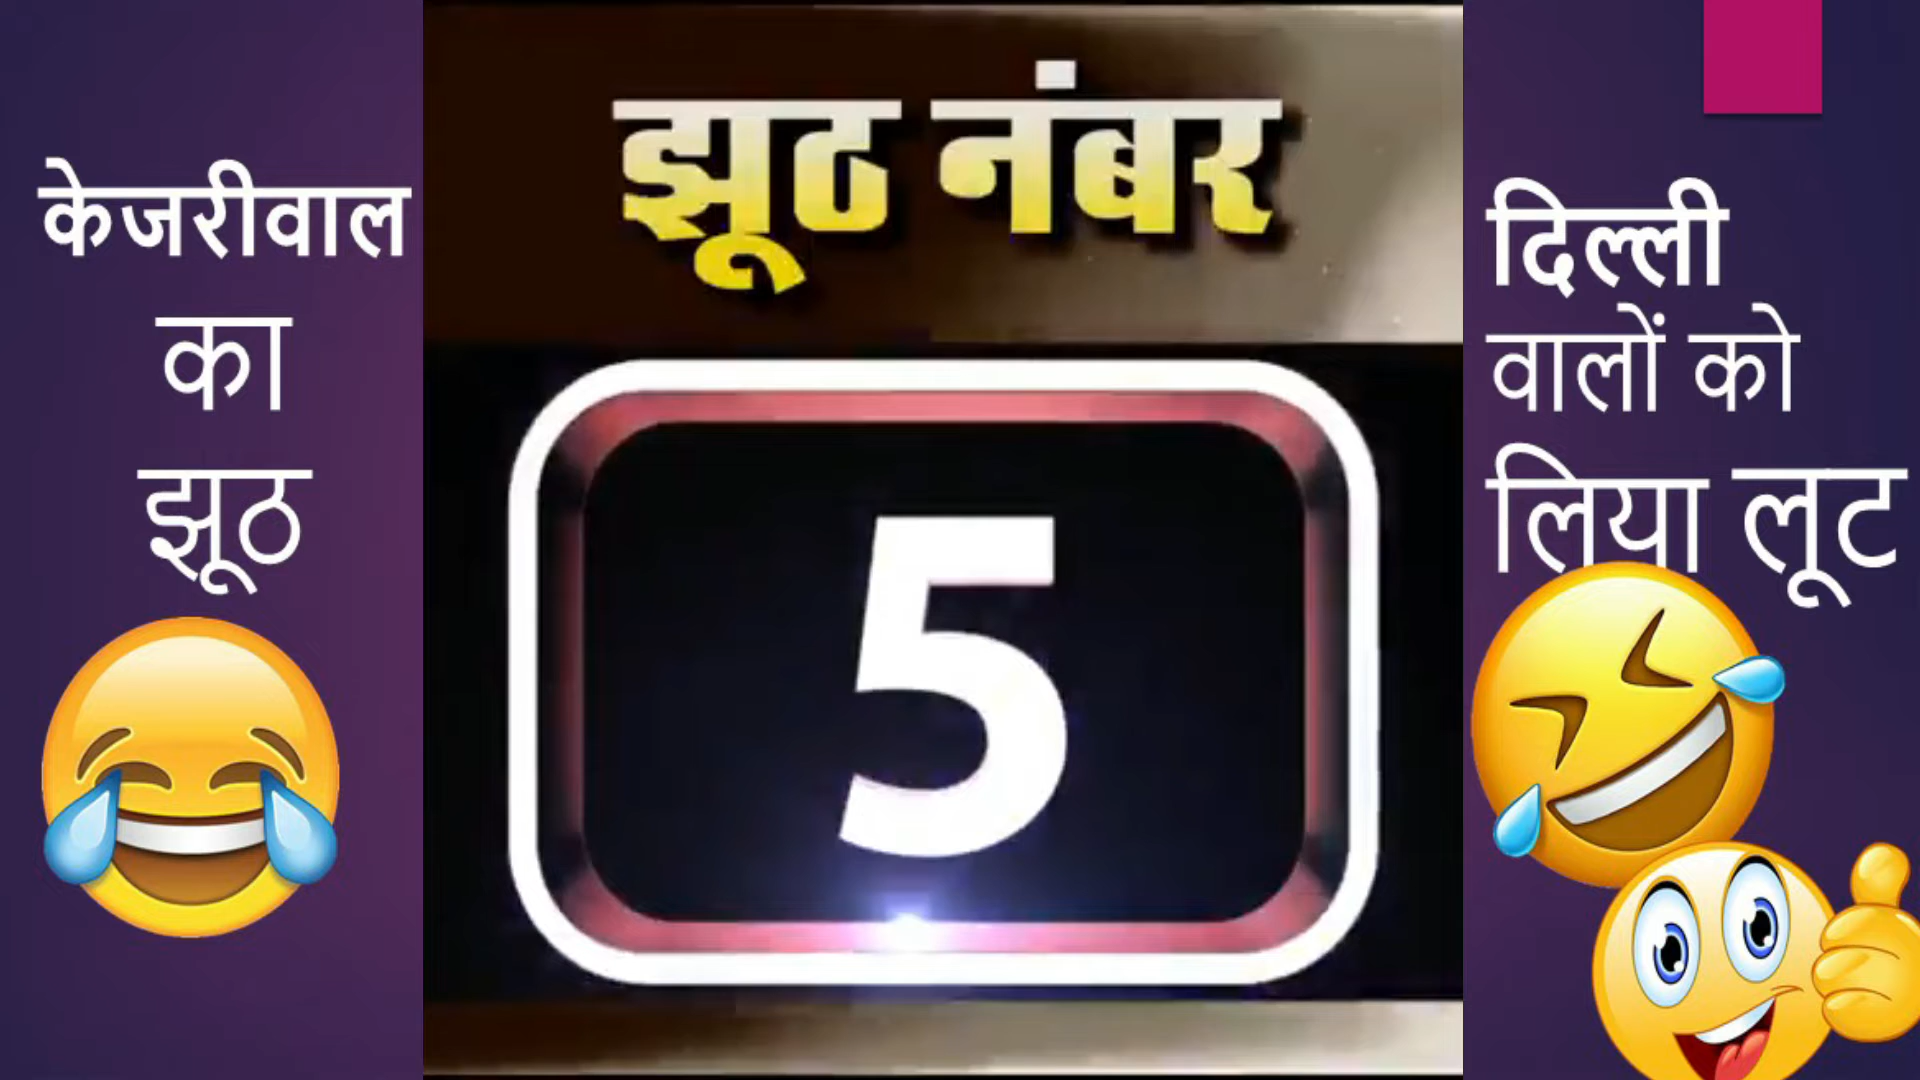 केजरीवाल
का
झूठ
झूठ नंबर
5
दिल्ली
वालों को
लिया लूट